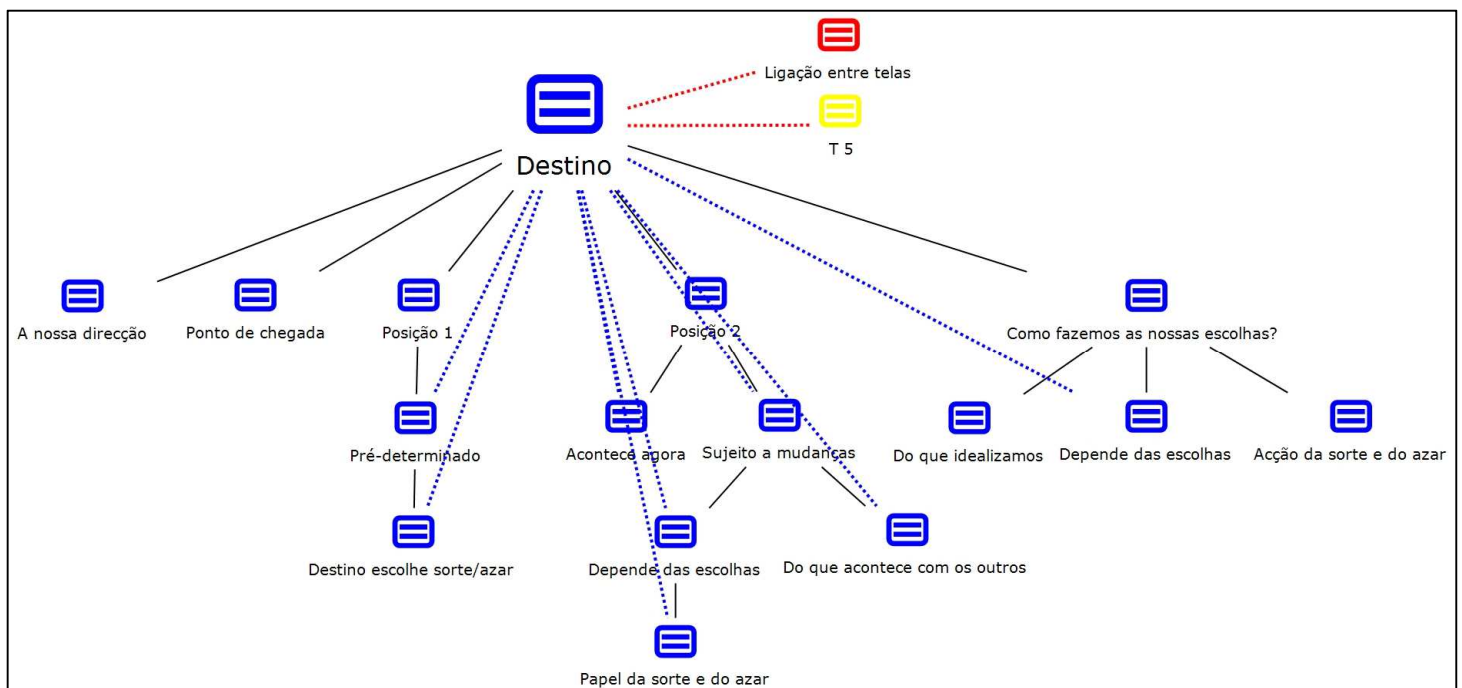 Ligação entre telas
T 5
Destino
A nossa direcção
Ponto de chegada
Posição 1
Posição 2
Como fazemos as nossas escolhas?
Pré-determinado
Acontece agora
Sujeito a mudanças
Do que idealizamos
Depende das escolhas
Acção da sorte e do azar
Destino escolhe sorte/azar
Depende das escolhas
Do que acontece com os outros
Papel da sorte e do azar